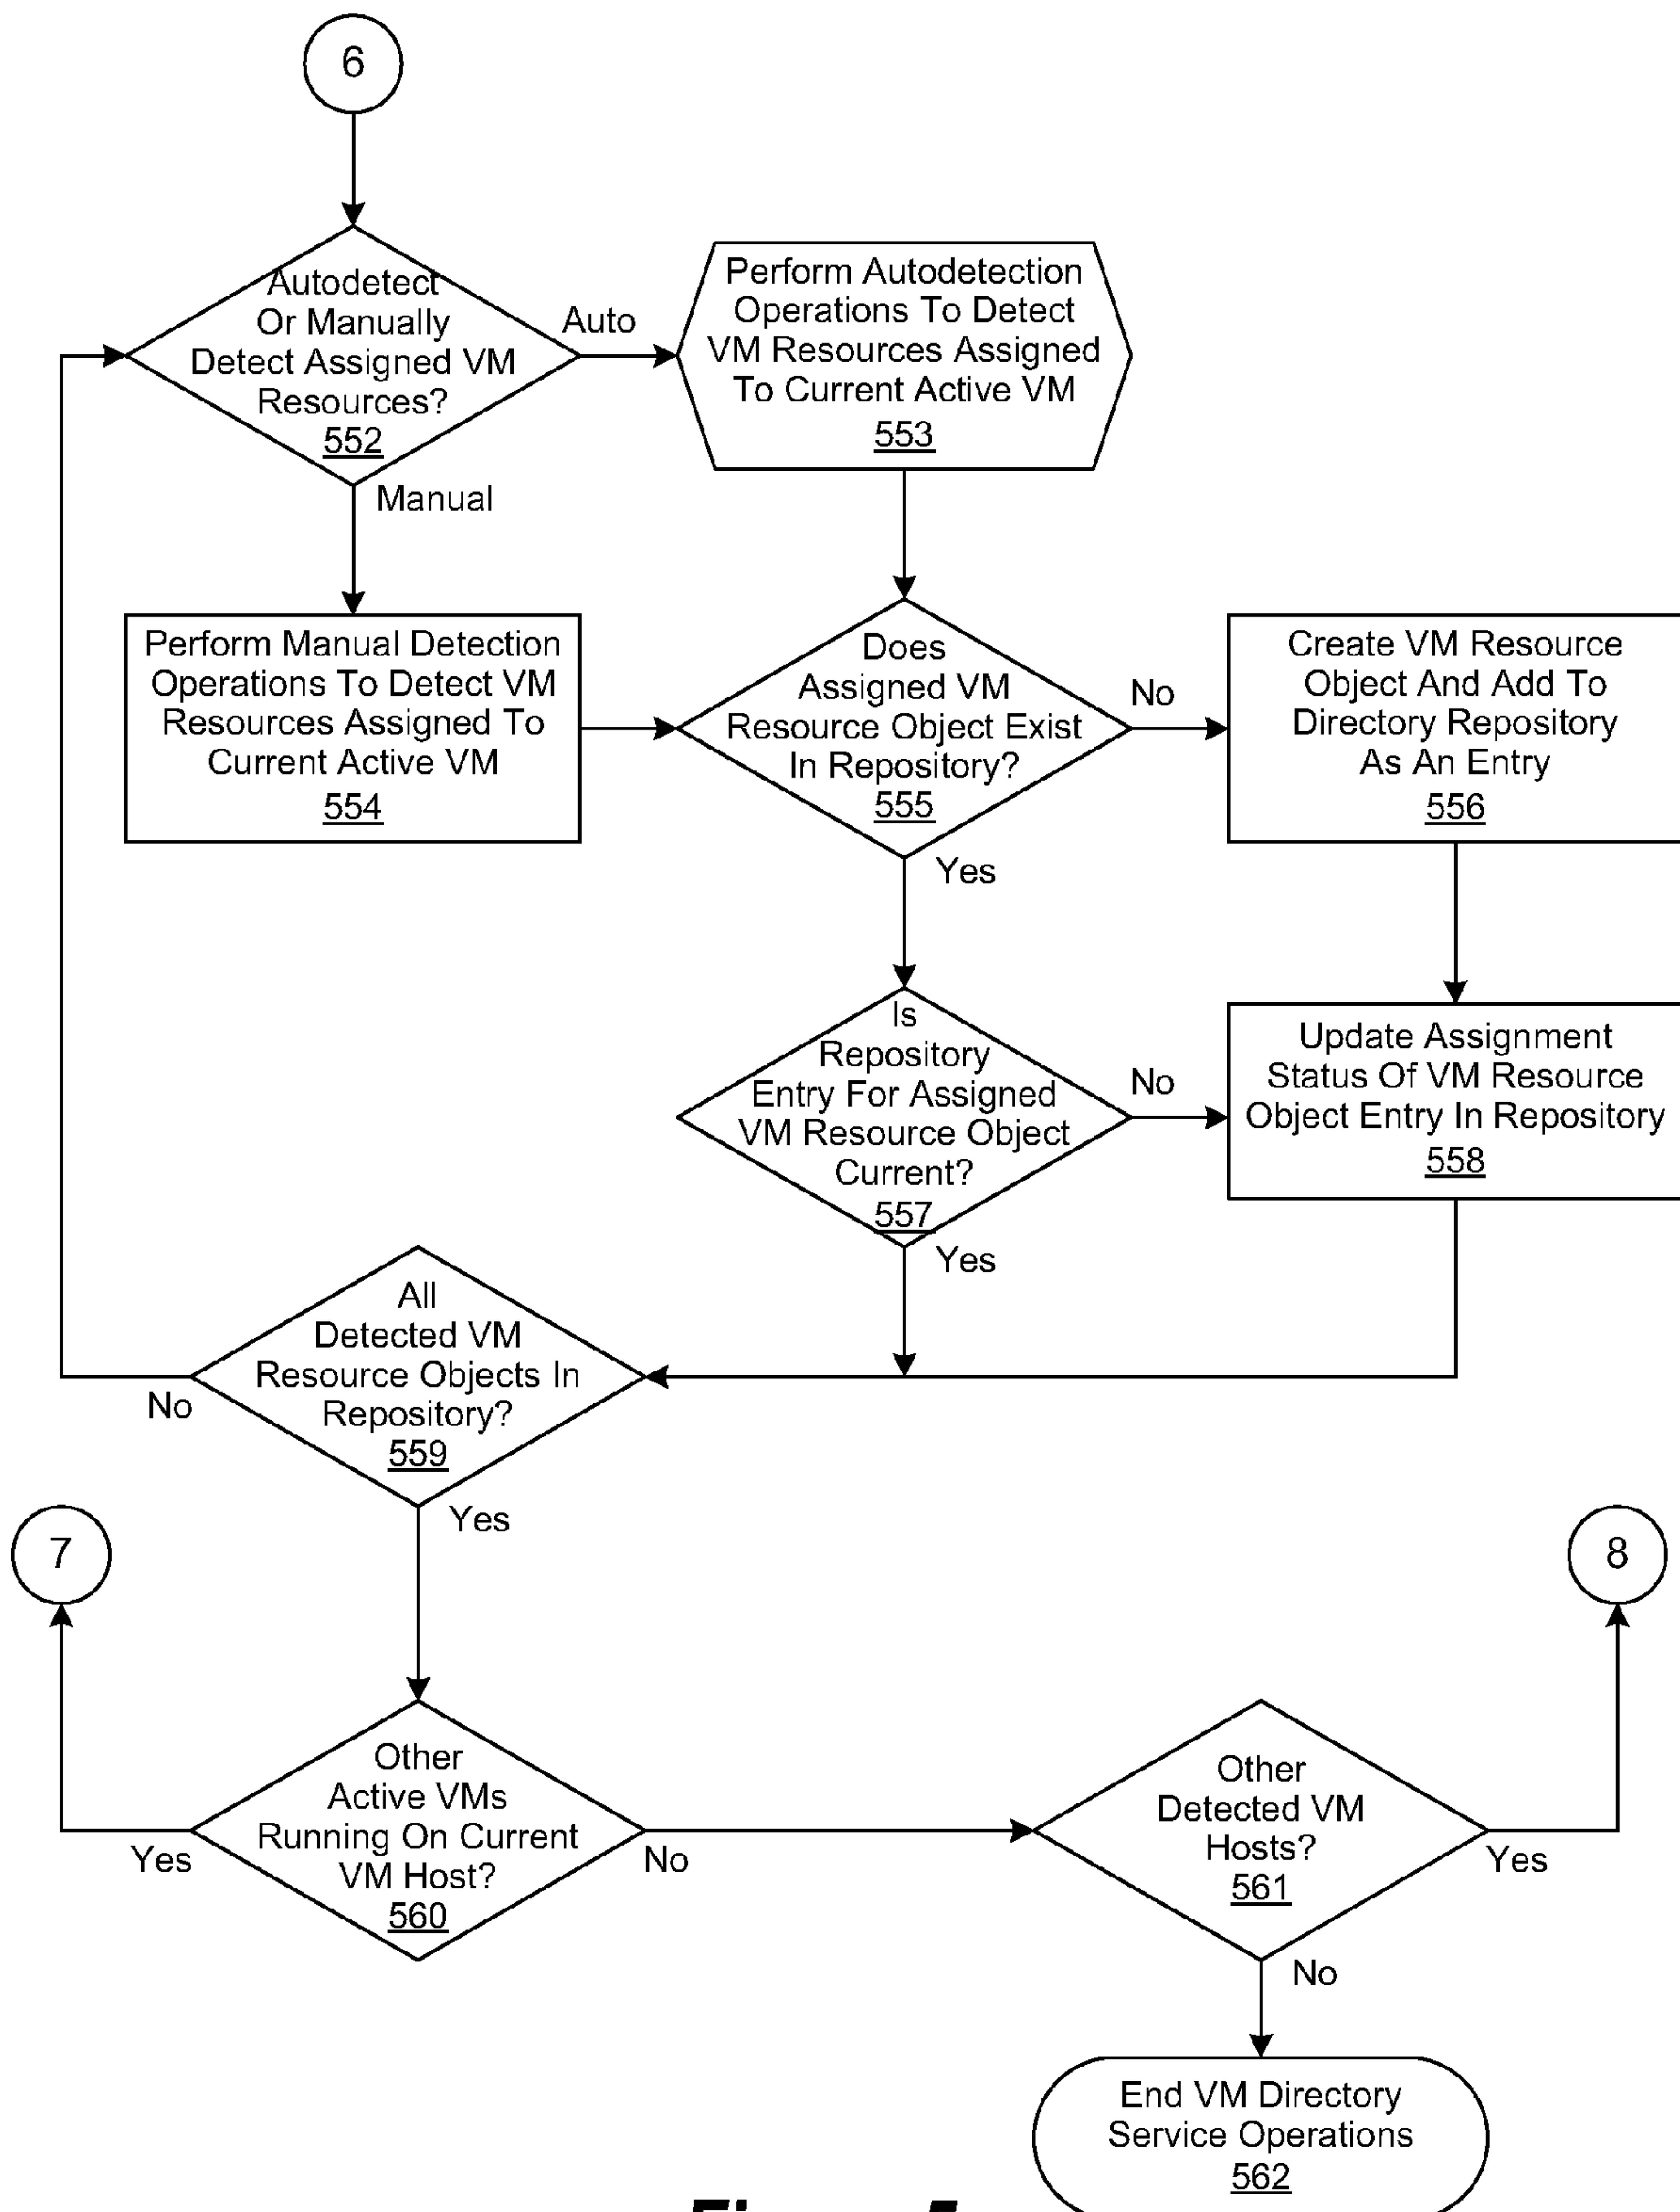 6
Autodetect
Or Manually
Detect Assigned VM
Resources?
552
Auto
Manual
Perform Autodetection
Operations To Detect
VM Resources Assigned
To Current Active VM
553
Perform Manual Detection
Operations To Detect VM
Resources Assigned To
Current Active VM
554
Does
Assigned VM
Resource Object Exist
In Repository?
555
No
Yes
Create VM Resource
Object And Add To
Directory Repository
As An Entry
556
Is
Repository
Entry For Assigned
VM Resource Object
Current?
557
No
Yes
Update Assignment
Status Of VM Resource
Object Entry In Repository
558
All
Detected VM
Resource Objects In
Repository?
559
No
Yes
7
8
Other
Active VMs
Running On Current
VM Host?
560
Yes
No
Other
Detected VM
Hosts?
561
Yes
No
End VM Directory
Service Operations
562